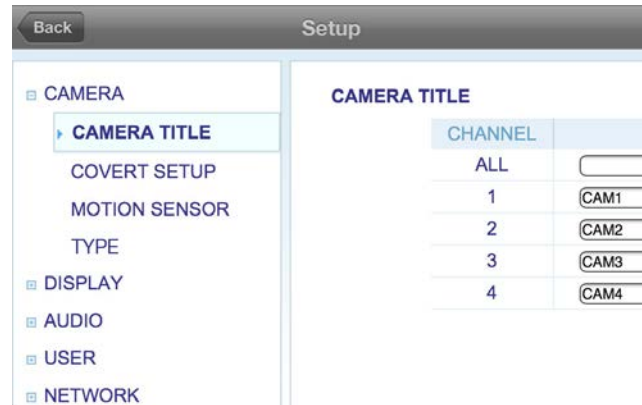 Back
Setup
CAMERA
CAMERA TITLE
COVERT SETUP
MOTION SENSOR
TYPE
DISPLAY
AUDIO
USER
NETWORK
CAMERA TITLE
CHANNEL
ALL
1 CAM1
2 CAM2
3 CAM3
4 CAM4